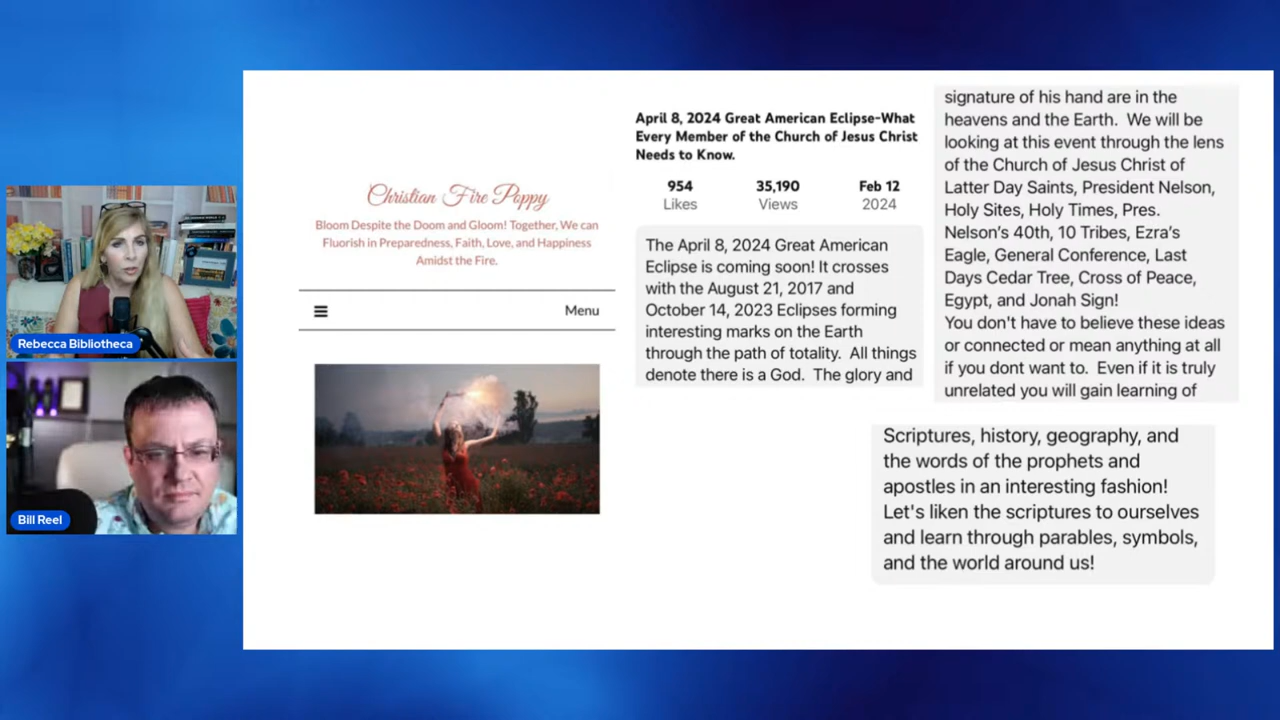 Rebecca Bibliotheca
Bill Reel
Christian Fire Poppy
Bloom Despite the Doom and Gloom! Together, We can
Fluorish in Preparedness, Faith, Love, and Happiness
Amidst the Fire.
Menu
April 8, 2024 Great American Eclipse-What
Every Member of the Church of Jesus Christ
Needs to Know.
954 35,190 Feb 12
Likes Views 2024
The April 8, 2024 Great American
Eclipse is coming soon! It crosses
with the August 21, 2017 and
October 14, 2023 Eclipses forming
interesting marks on the Earth
through the path of totality. All things
denote there is a God. The glory and
signature of his hand are in the
heavens and the Earth. We will be
looking at this event through the lens
of the Church of Jesus Christ of
Latter Day Saints, President Nelson,
Holy Sites, Holy Times, Pres.
Nelson's 40th, 10 Tribes, Ezra's
Eagle, General Conference, Last
Days Cedar Tree, Cross of Peace,
Egypt, and Jonah Sign!
You don't have to believe these ideas
or connected or mean anything at all
if you dont want to. Even if it is truly
unrelated you will gain learning of
Scriptures, history, geography, and
the words of the prophets and
apostles in an interesting fashion!
Let's liken the scriptures to ourselves
and learn through parables, symbols,
and the world around us!